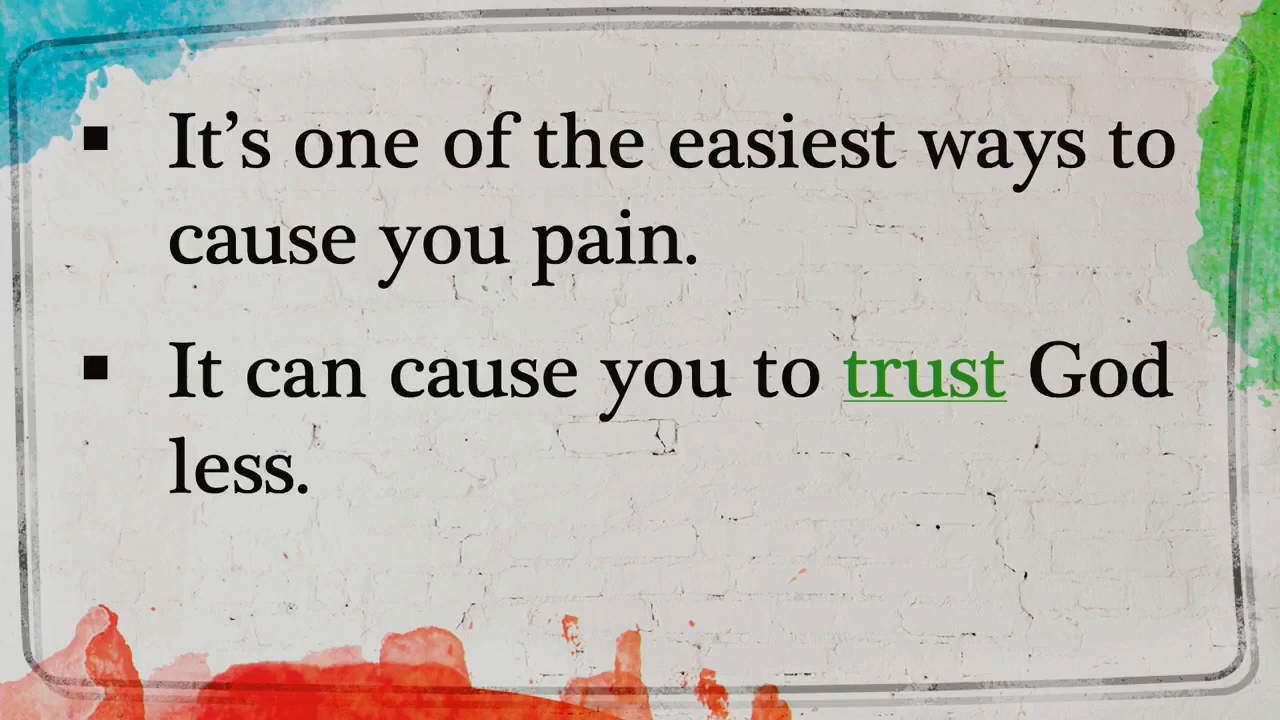 ▪ It’s one of the easiest ways to
cause you pain.
▪ It can cause you to trust God
less.